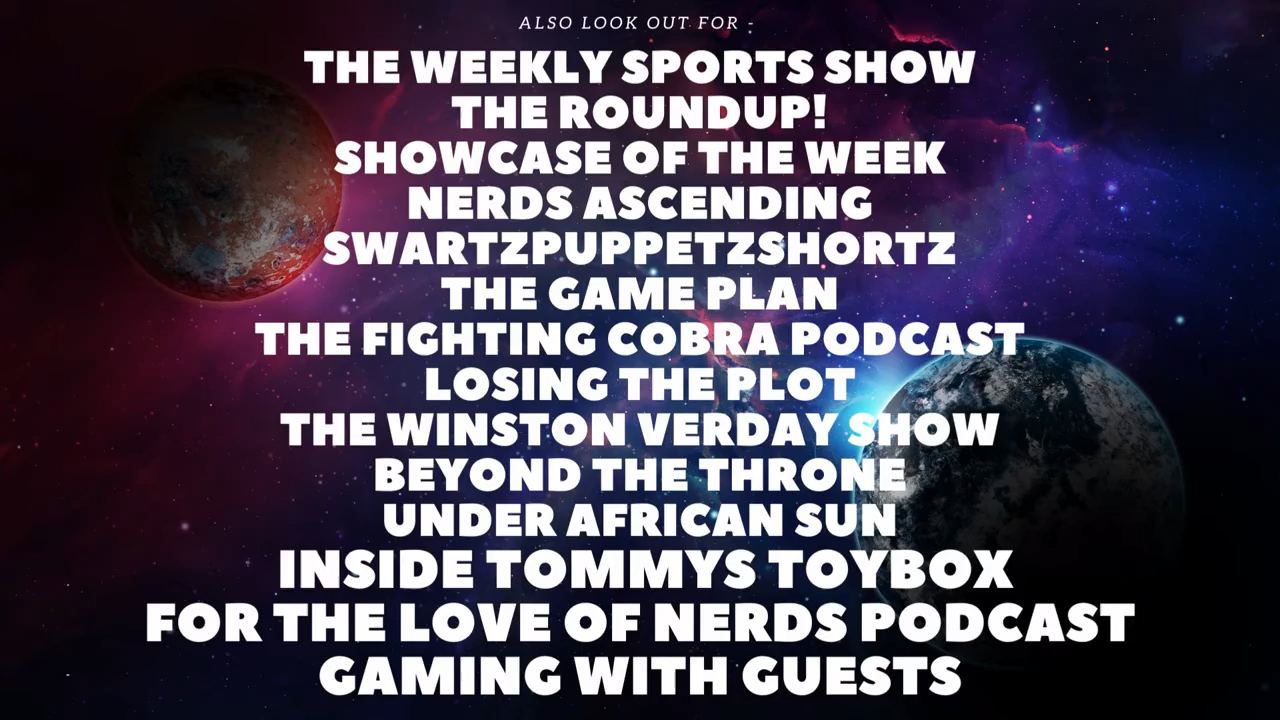 ALSO LOOK OUT FOR -
THE WEEKLY SPORTS SHOW
THE ROUNDUP!
SHOWCASE OF THE WEEK
NERDS ASCENDING
SWARTZPUPPETZSHORTZ
THE GAME PLAN
THE FIGHTING COBRA PODCAST
LOSING THE PLOT
THE WINSTON VERDAY SHOW
BEYOND THE THRONE
UNDER AFRICAN SUN
INSIDE TOMMYS TOYBOX
FOR THE LOVE OF NERDS PODCAST
GAMING WITH GUESTS